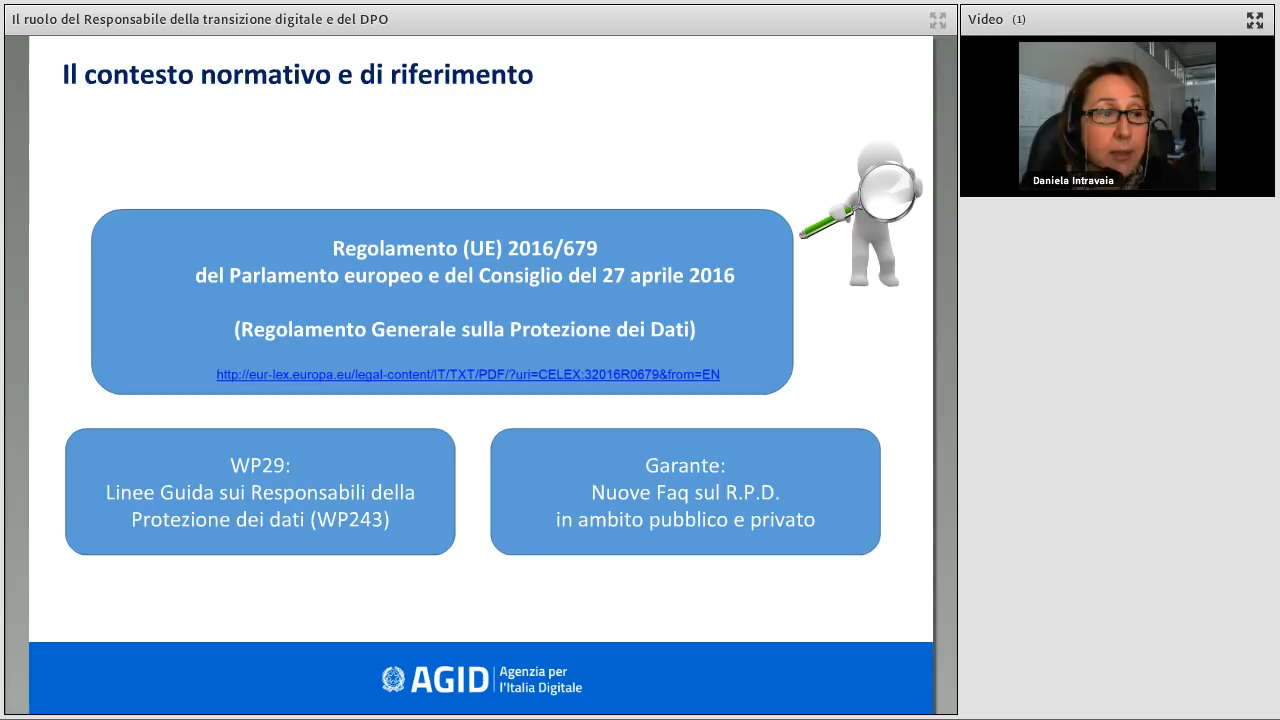 Il ruolo del Responsabile della transizione digitale e del DPO
Video (1)
Il contesto normativo e di riferimento
Daniela Intravaia
Regolamento (UE) 2016/679
del Parlamento europeo e del Consiglio del 27 aprile 2016
(Regolamento Generale sulla Protezione dei Dati)
http://eur-lex.europa.eu/legal-content/IT/TXT/PDF/?uri=CELEX:32016R0679&from=EN
WP29:
Linee Guida sui Responsabili della
Protezione dei dati (WP243)
Garante:
Nuove Faq sul R.P.D.
in ambito pubblico e privato
AGID
Agenzia per
l'Italia Digitale